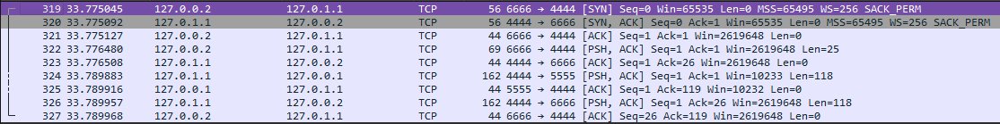 319 33.775045 127.0.0.2 127.0.1.1 TCP 56 6666 → 4444 [SYN] Seq=0 Win=65535 Len=0 MSS=65495 WS=256 SACK_PERM
320 33.775092 127.0.1.1 127.0.0.2 TCP 56 4444 → 6666 [SYN, ACK] Seq=0 Ack=1 Win=65535 Len=0 MSS=65495 WS=256 SACK_PERM
321 33.775127 127.0.0.2 127.0.1.1 TCP 44 6666 → 4444 [ACK] Seq=1 Ack=1 Win=2619648 Len=0
322 33.776480 127.0.0.2 127.0.1.1 TCP 69 6666 → 4444 [PSH, ACK] Seq=1 Ack=1 Win=2619648 Len=25
323 33.776508 127.0.1.1 127.0.0.2 TCP 44 4444 → 6666 [ACK] Seq=1 Ack=26 Win=2619648 Len=0
324 33.789883 127.0.1.1 127.0.0.2 TCP 162 4444 → 5555 [PSH, ACK] Seq=1 Ack=1 Win=10233 Len=118
325 33.789916 127.0.0.2 127.0.1.1 TCP 44 5555 → 4444 [ACK] Seq=1 Ack=119 Win=10232 Len=0
326 33.789957 127.0.1.1 127.0.0.2 TCP 162 4444 → 6666 [PSH, ACK] Seq=1 Ack=26 Win=2619648 Len=118
327 33.789968 127.0.0.2 127.0.1.1 TCP 44 6666 → 4444 [ACK] Seq=26 Ack=119 Win=2619648 Len=0